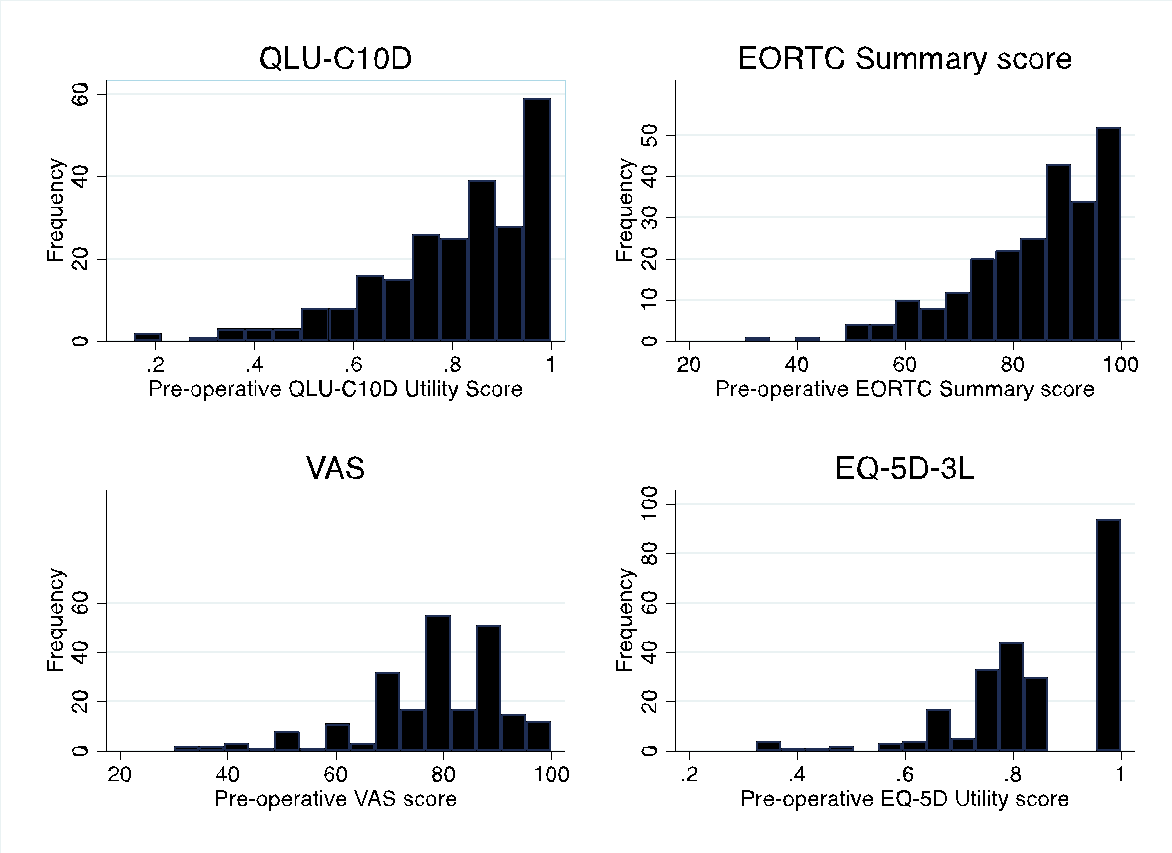 QLU-C10D
Frequency
0 20 40 60
.2 .4 .6 .8 1
Pre-operative QLU-C10D Utility Score
EORTC Summary score
Frequency
0 10 20 30 40 50
20 40 60 80 100
Pre-operative EORTC Summary score
VAS
Frequency
0 20 40 60
20 40 60 80 100
Pre-operative VAS score
EQ-5D-3L
Frequency
0 20 40 60 80 100
.2 .4 .6 .8 1
Pre-operative EQ-5D Utility score